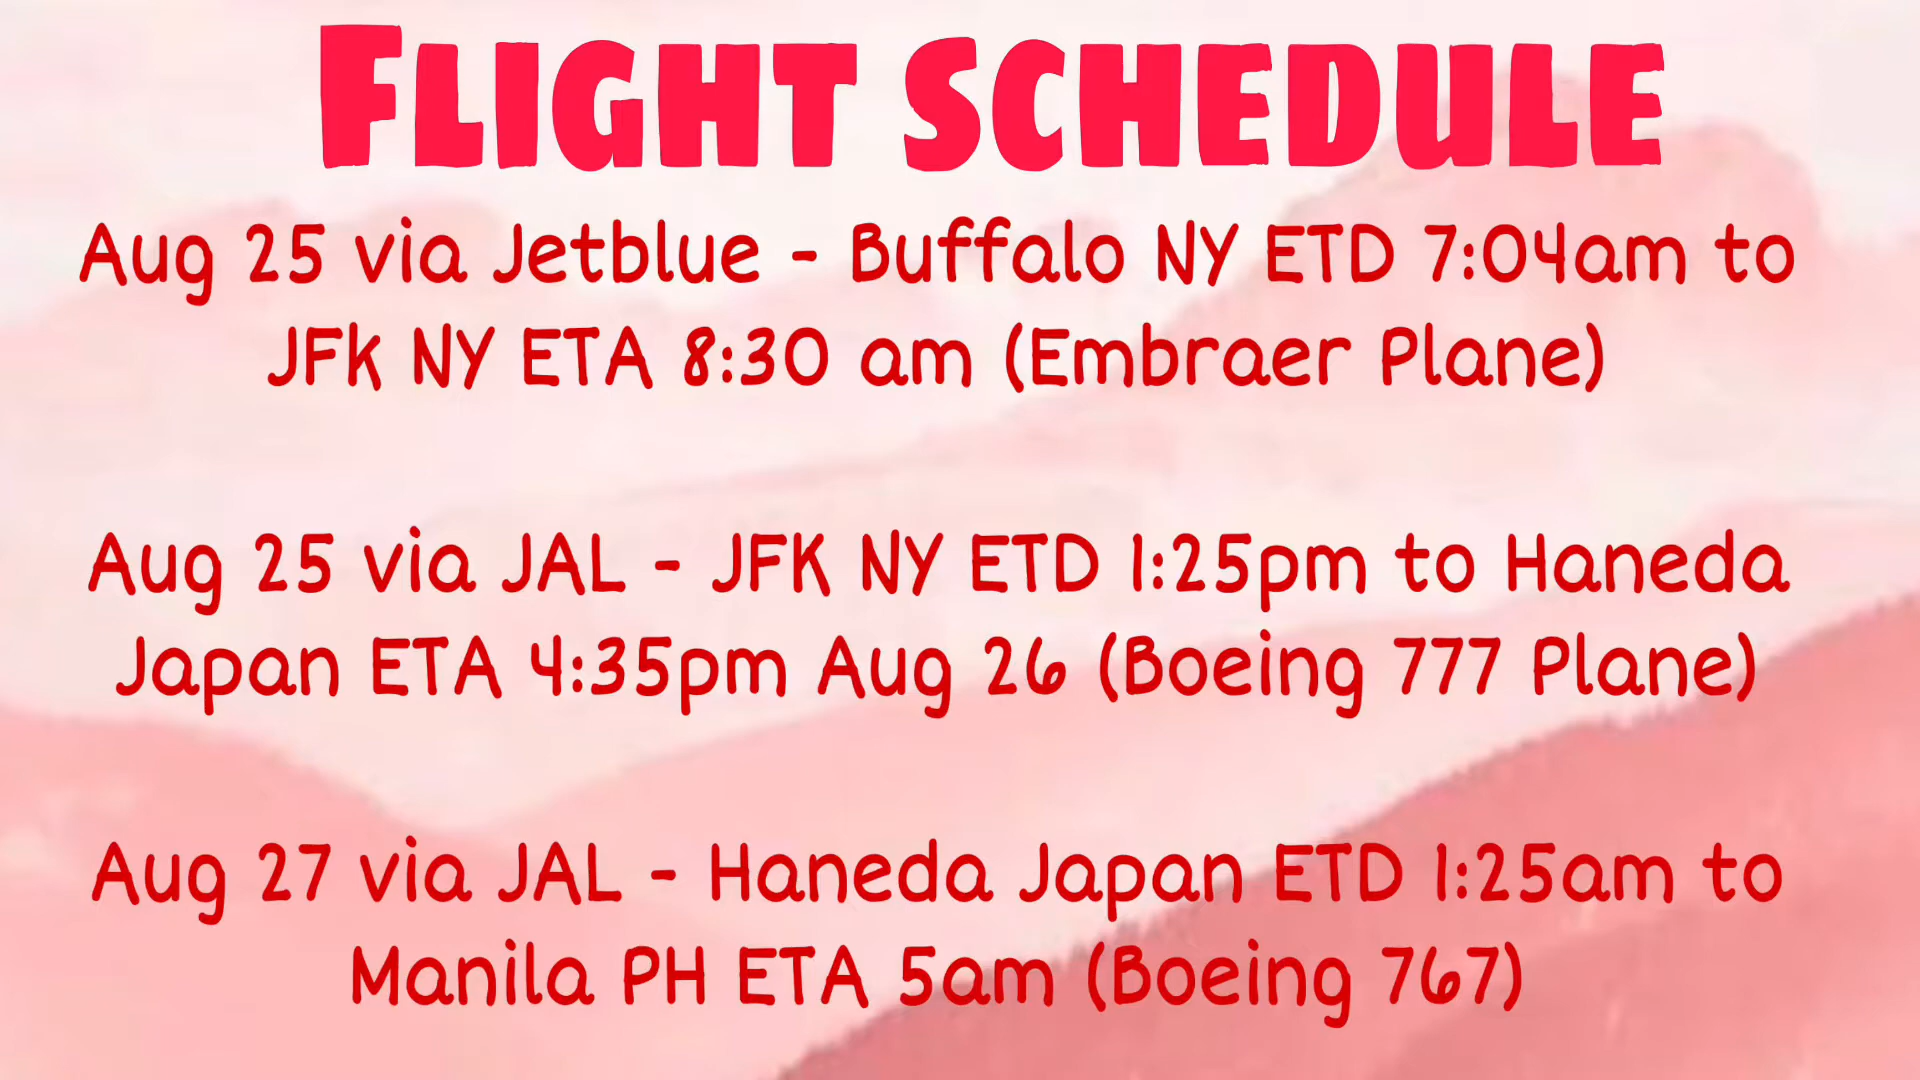 FLIGHT SCHEDULE
Aug 25 via Jetblue - Buffalo NY ETD 7:04am to
JFK NY ETA 8:30 am (Embraer Plane)
Aug 25 via JAL - JFK NY ETD 1:25pm to Haneda
Japan ETA 4:35pm Aug 26 (Boeing 777 Plane)
Aug 27 via JAL - Haneda Japan ETD 1:25am to
Manila PH ETA 5am (Boeing 767)